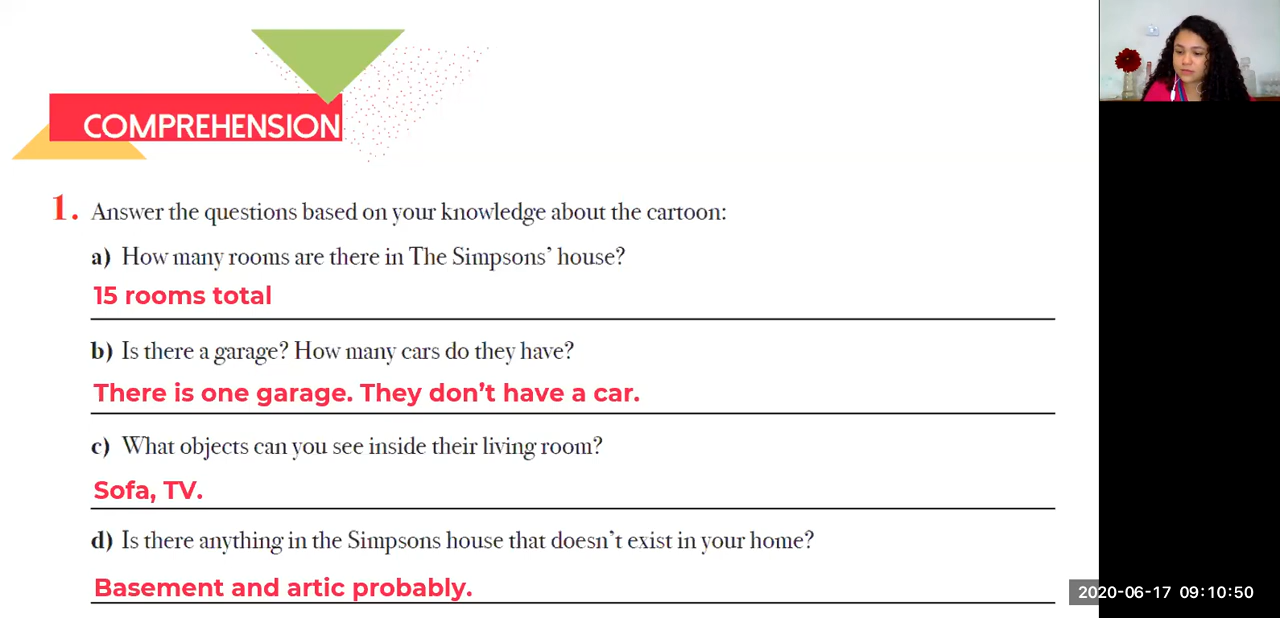 COMPREHENSION
1. Answer the questions based on your knowledge about the cartoon:
a) How many rooms are there in The Simpsons’ house?
15 rooms total
b) Is there a garage? How many cars do they have?
There is one garage. They don’t have a car.
c) What objects can you see inside their living room?
Sofa, TV.
d) Is there anything in the Simpsons house that doesn’t exist in your home?
Basement and artic probably.
2020-06-17 09:10:50